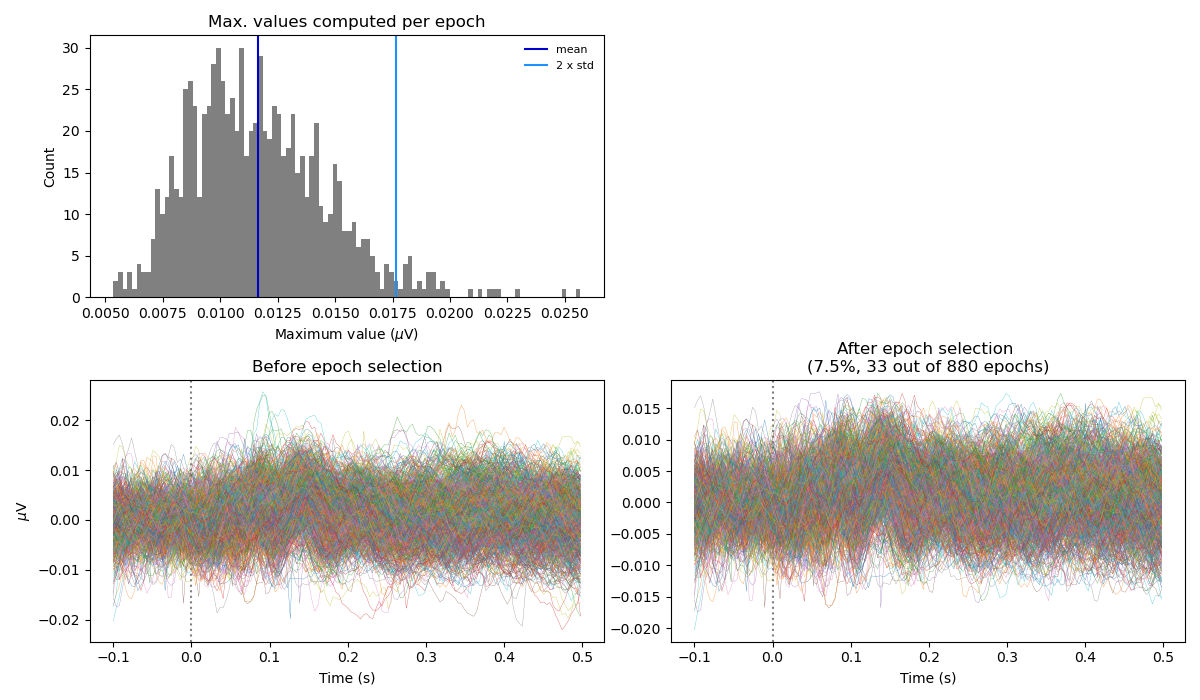 Max. values computed per epoch
mean
2 x std
30
25
20
15
10
5
0
Count
0.0050 0.0075 0.0100 0.0125 0.0150 0.0175 0.0200 0.0225 0.0250
Maximum value (μV)
Before epoch selection
0.02
0.01
0.00
−0.01
−0.02
μV
−0.1 0.0 0.1 0.2 0.3 0.4 0.5
Time (s)
After epoch selection
(7.5%, 33 out of 880 epochs)
0.015
0.010
0.005
0.000
−0.005
−0.010
−0.015
−0.020
−0.1 0.0 0.1 0.2 0.3 0.4 0.5
Time (s)